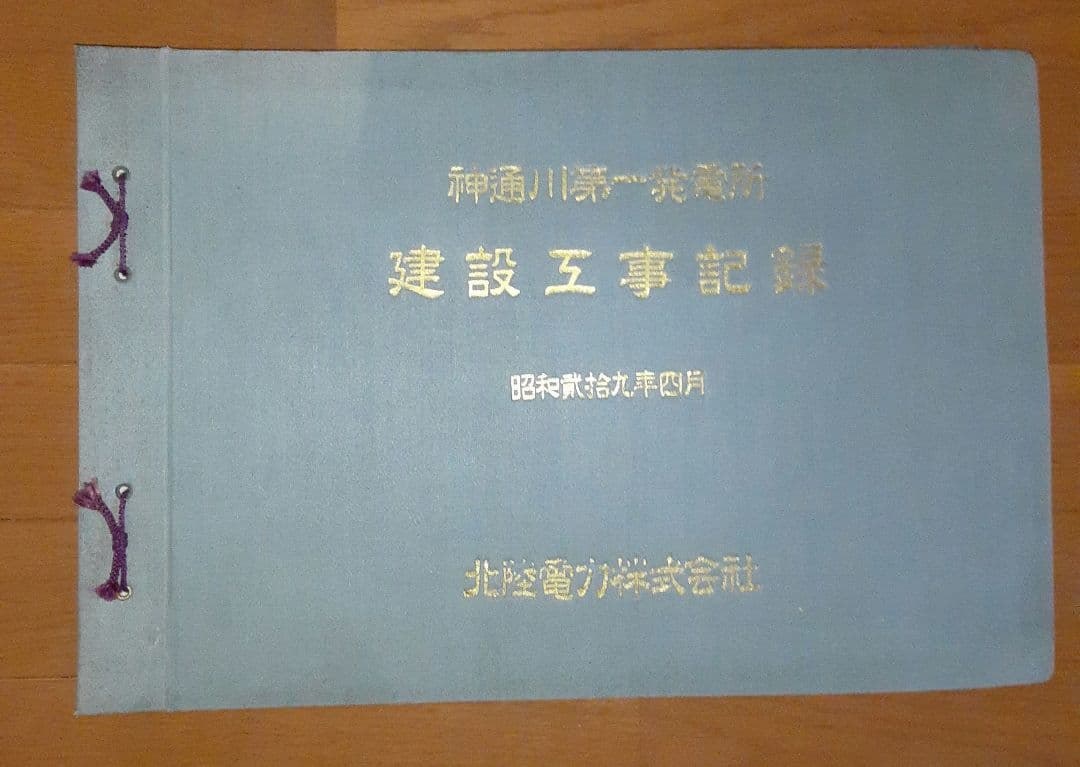 神通川第一発電所
建設工事記録
昭和貳拾九年四月
北陸電力株式会社